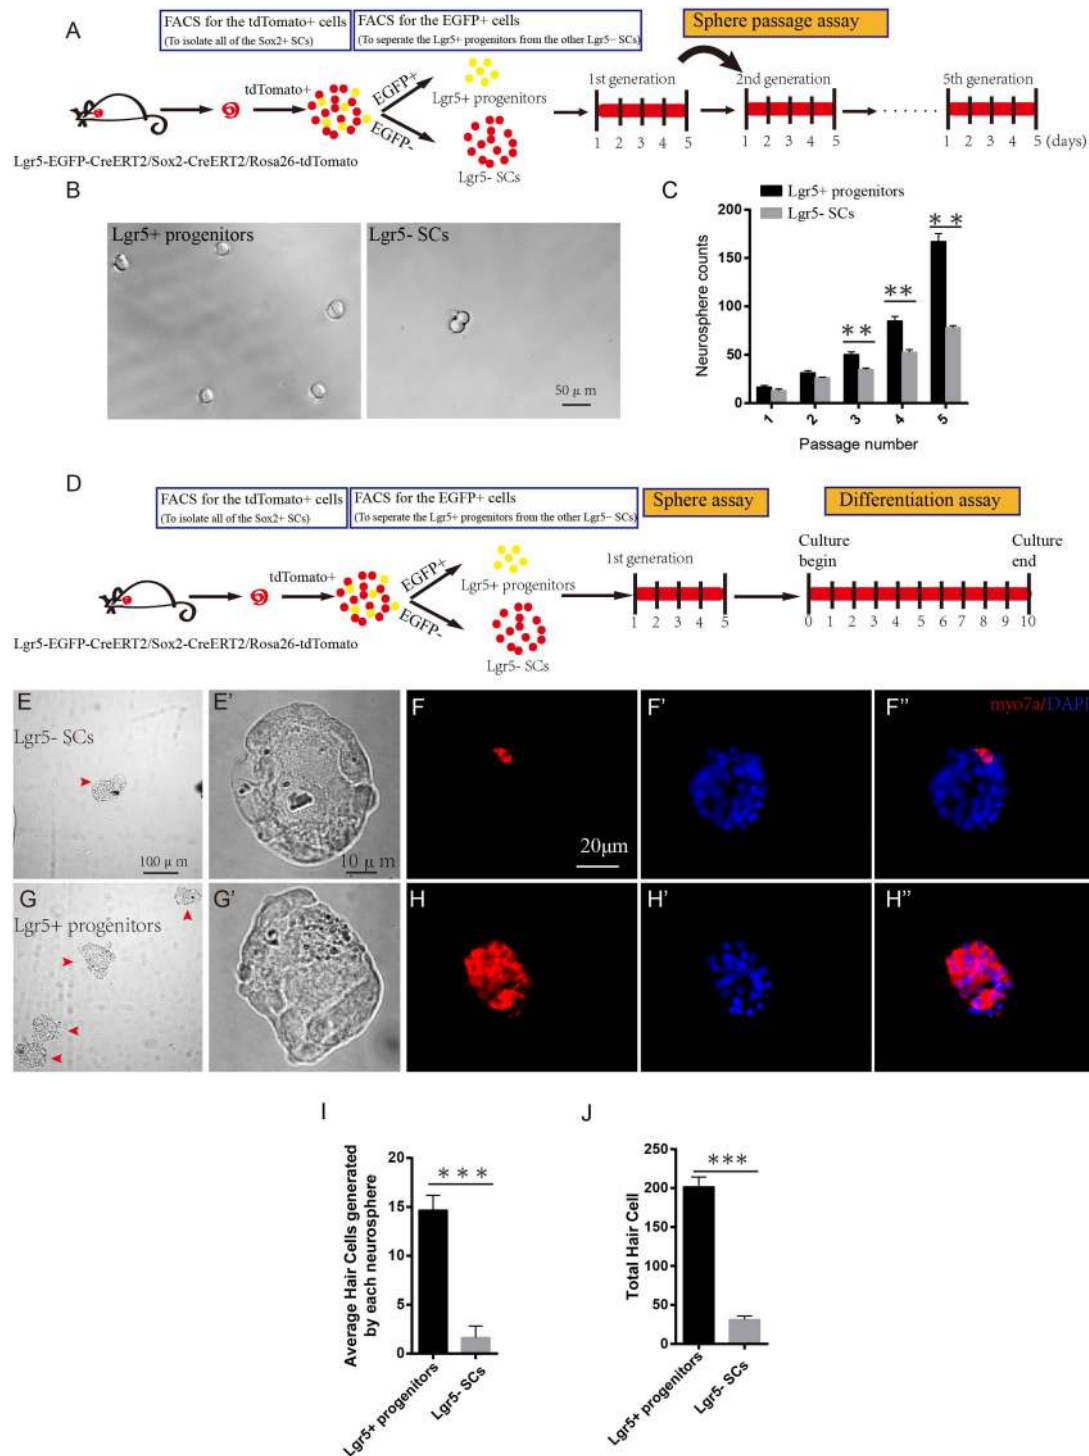 A
FACS for the tdTomato+ cells
(To isolate all of the Sox2+ SCs)
FACS for the EGFP+ cells
(To seperate the Lgr5+ progenitors from the other Lgr5- SCs)
Sphere passage assay
tdTomato+
EGFP+
EGFP-
Lgr5+ progenitors
Lgr5- SCs
1st generation
2nd generation
5th generation
1 2 3 4 5
1 2 3 4 5
1 2 3 4 5 (days)
Lgr5-EGFP-CreERT2/Sox2-CreERT2/Rosa26-tdTomato
B
Lgr5+ progenitors
Lgr5- SCs
50 μm
C
Lgr5+ progenitors
Lgr5- SCs
Neurosphere counts
200
150
100
50
0
**
**
**
1 2 3 4 5
Passage number
D
FACS for the tdTomato+ cells
(To isolate all of the Sox2+ SCs)
FACS for the EGFP+ cells
(To seperate the Lgr5+ progenitors from the other Lgr5- SCs)
Sphere assay
Differentiation assay
tdTomato+
EGFP+
EGFP-
Lgr5+ progenitors
Lgr5- SCs
1st generation
1 2 3 4 5
Culture
begin
Culture
end
0 1 2 3 4 5 6 7 8 9 10
Lgr5-EGFP-CreERT2/Sox2-CreERT2/Rosa26-tdTomato
E
Lgr5- SCs
100 μm
E'
10 μm
F
20μm
F'
F''
myo7a/DAPI
G
Lgr5+ progenitors
G'
H
H'
H''
I
Average Hair Cells generated
by each neurosphere
20
15
10
5
0
***
Lgr5+ progenitors
Lgr5- SCs
J
Total Hair Cell
250
200
150
100
50
0
***
Lgr5+ progenitors
Lgr5- SCs